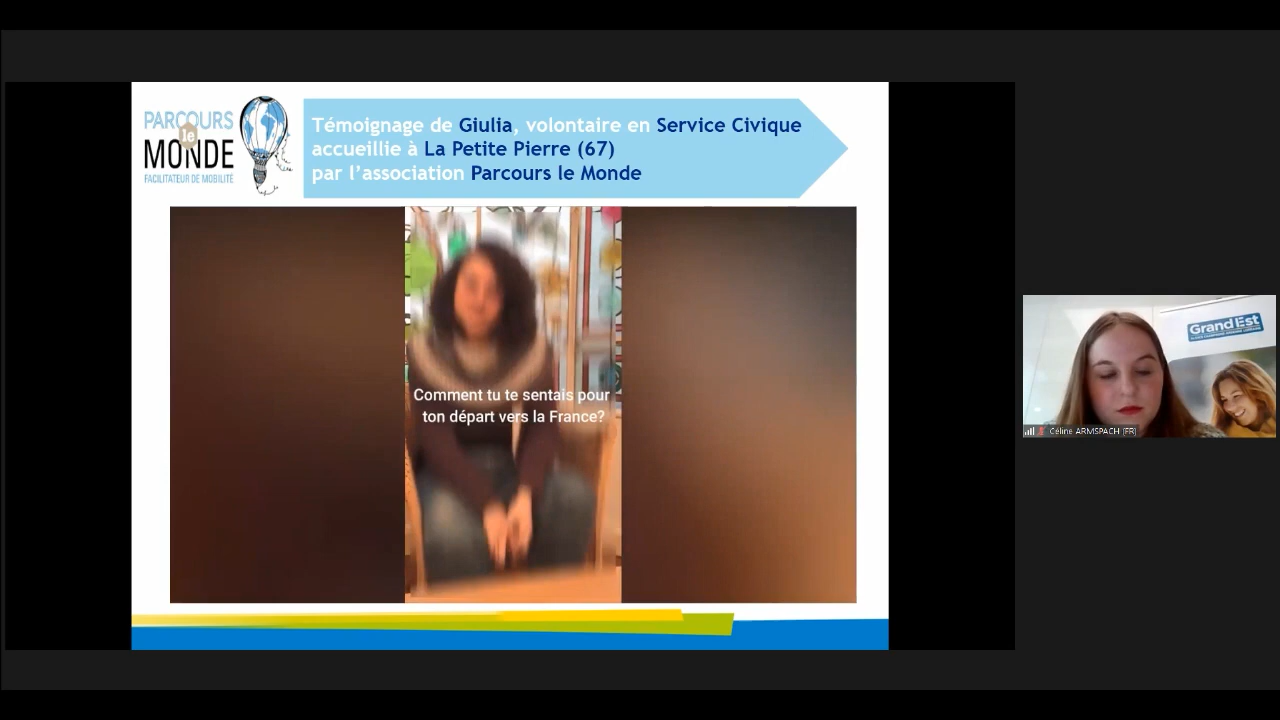 PARCOURS
le
MONDE
FACILITATEUR DE MOBILITÉ
Témoignage de Giulia, volontaire en Service Civique
accueillie à La Petite Pierre (67)
par l’association Parcours le Monde
Comment tu te sentais pour
ton départ vers la France?
Grand Est
Céline ARMSPACH (FR)